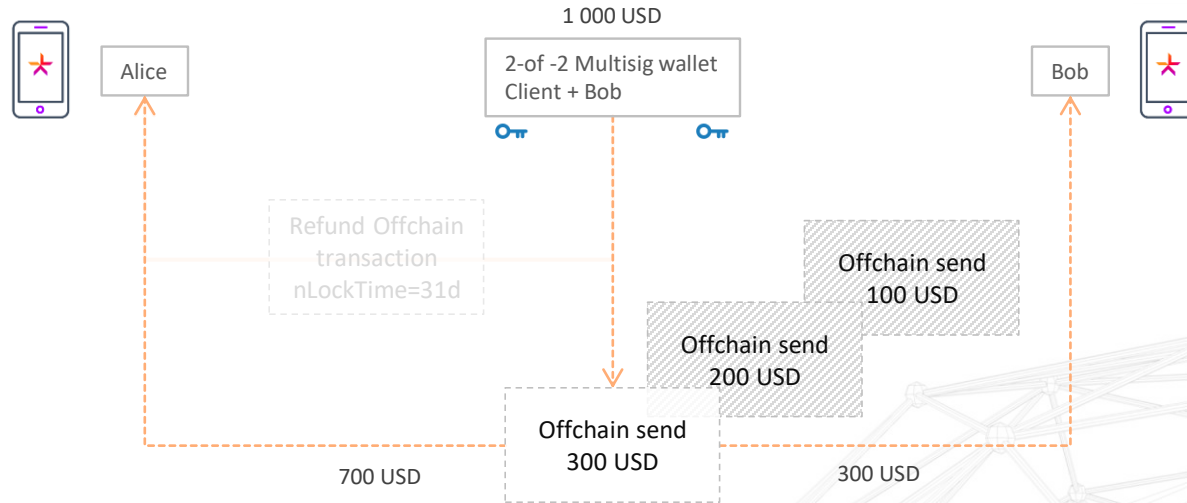 1 000 USD
Alice
2-of -2 Multisig wallet
Client + Bob
Bob
Refund Offchain
transaction
nLockTime=31d
Offchain send
100 USD
Offchain send
200 USD
Offchain send
300 USD
700 USD
300 USD